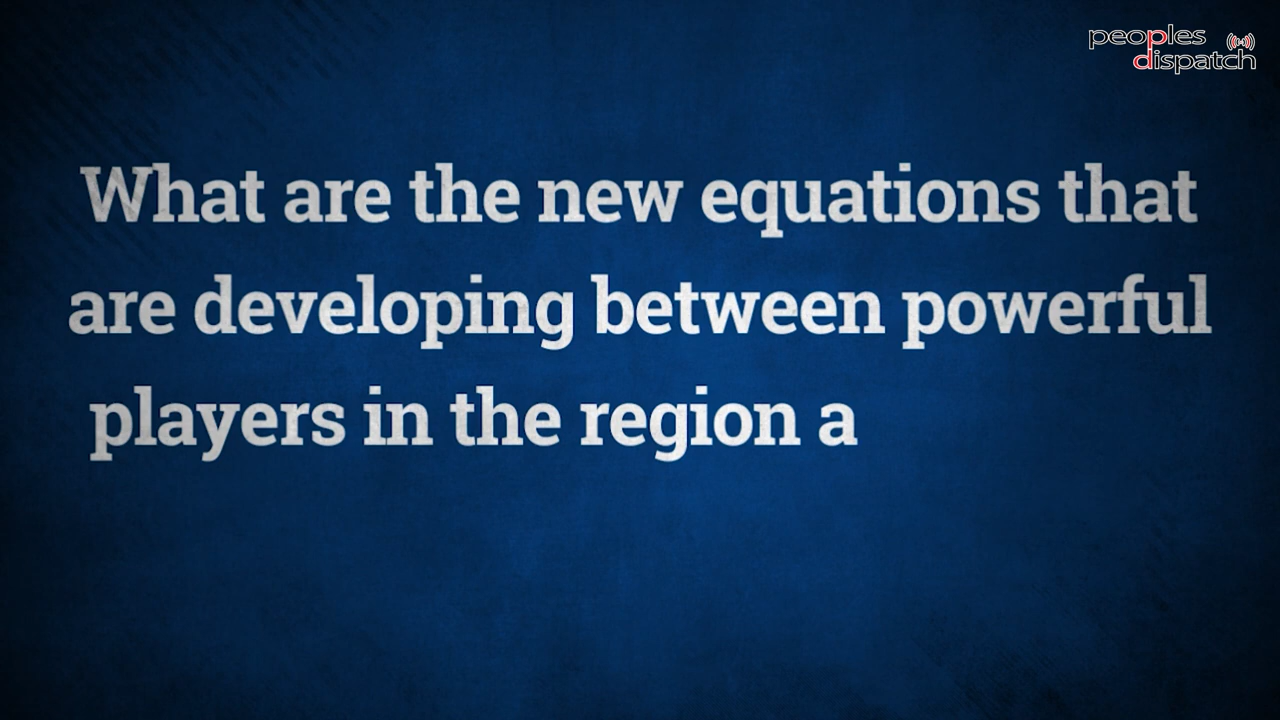 peoples
dispatch
What are the new equations that
are developing between powerful
players in the region a